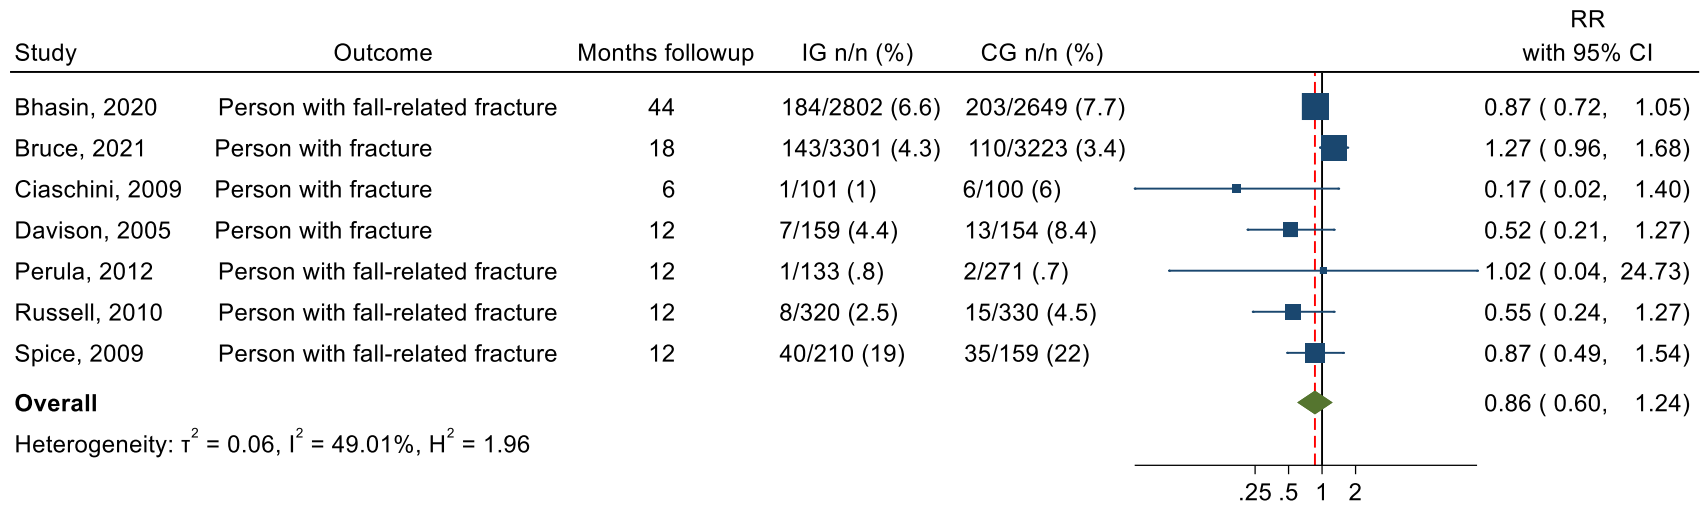 RR
Study Outcome Months followup IG n/n (%) CG n/n (%) with 95% CI
Bhasin, 2020 Person with fall-related fracture 44 184/2802 (6.6) 203/2649 (7.7) 0.87 ( 0.72, 1.05)
Bruce, 2021 Person with fracture 18 143/3301 (4.3) 110/3223 (3.4) 1.27 ( 0.96, 1.68)
Ciaschini, 2009 Person with fracture 6 1/101 (1) 6/100 (6) 0.17 ( 0.02, 1.40)
Davison, 2005 Person with fracture 12 7/159 (4.4) 13/154 (8.4) 0.52 ( 0.21, 1.27)
Perula, 2012 Person with fall-related fracture 12 1/133 (.8) 2/271 (.7) 1.02 ( 0.04, 24.73)
Russell, 2010 Person with fall-related fracture 12 8/320 (2.5) 15/330 (4.5) 0.55 ( 0.24, 1.27)
Spice, 2009 Person with fall-related fracture 12 40/210 (19) 35/159 (22) 0.87 ( 0.49, 1.54)
Overall 0.86 ( 0.60, 1.24)
Heterogeneity: τ² = 0.06, I² = 49.01%, H² = 1.96
.25 .5 1 2